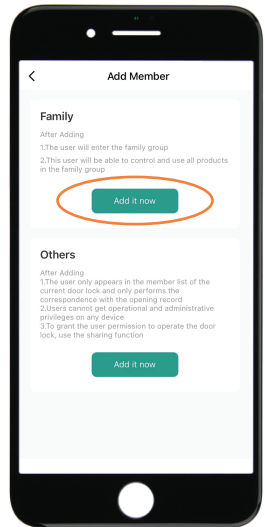 Add Member
Family
After Adding
1.The user will enter the family group
2.This user will be able to control and use all products
in the family group
Add it now
Others
After Adding
1.The user only appears in the member list of the
current door lock and only performs the
correspondence with the opening record
2.Users cannot get operational and administrative
privileges on any device
3.To grant the user permission to operate the door
lock, use the sharing function
Add it now